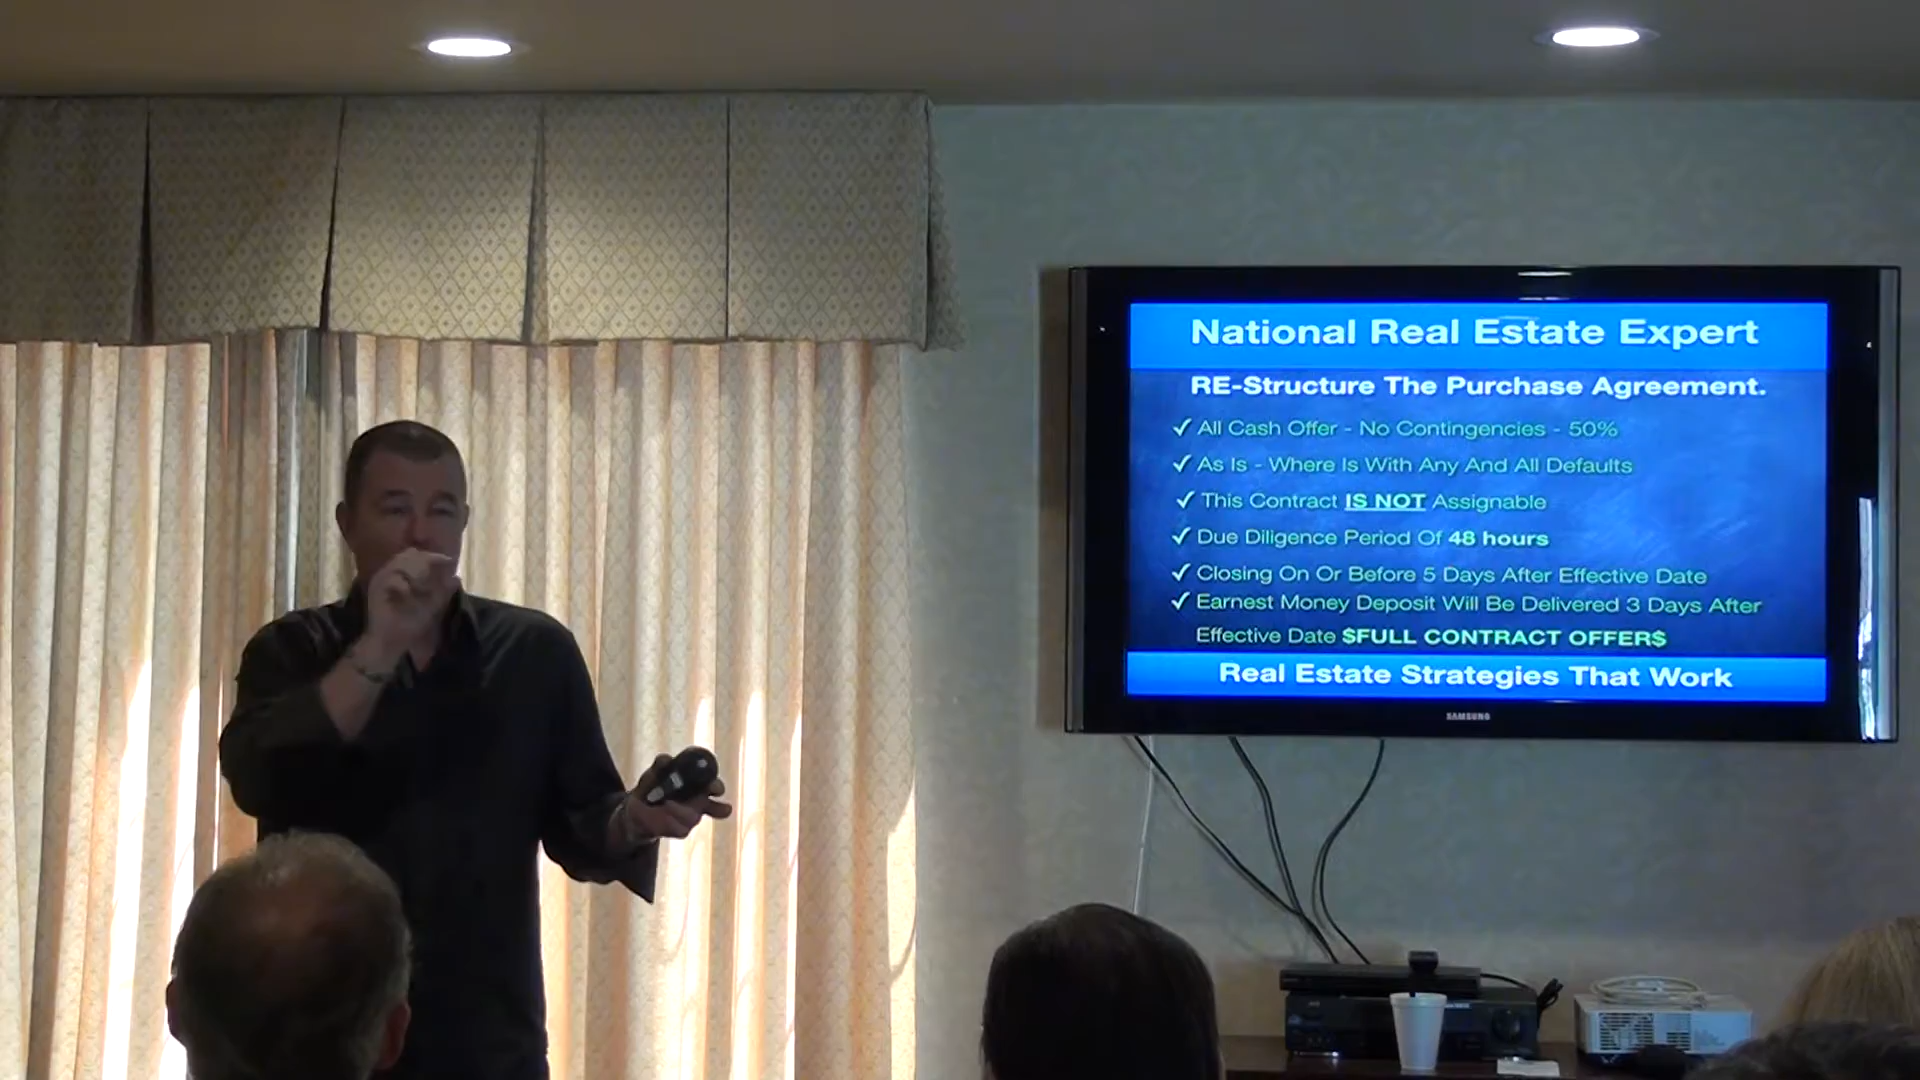 National Real Estate Expert
RE-Structure The Purchase Agreement.
✓ All Cash Offer - No Contingencies - 50%
✓ As Is - Where Is With Any And All Defaults
✓ This Contract IS NOT Assignable
✓ Due Diligence Period Of 48 hours
✓ Closing On Or Before 5 Days After Effective Date
✓ Earnest Money Deposit Will Be Delivered 3 Days After
Effective Date $FULL CONTRACT OFFER$
Real Estate Strategies That Work
SAMSUNG